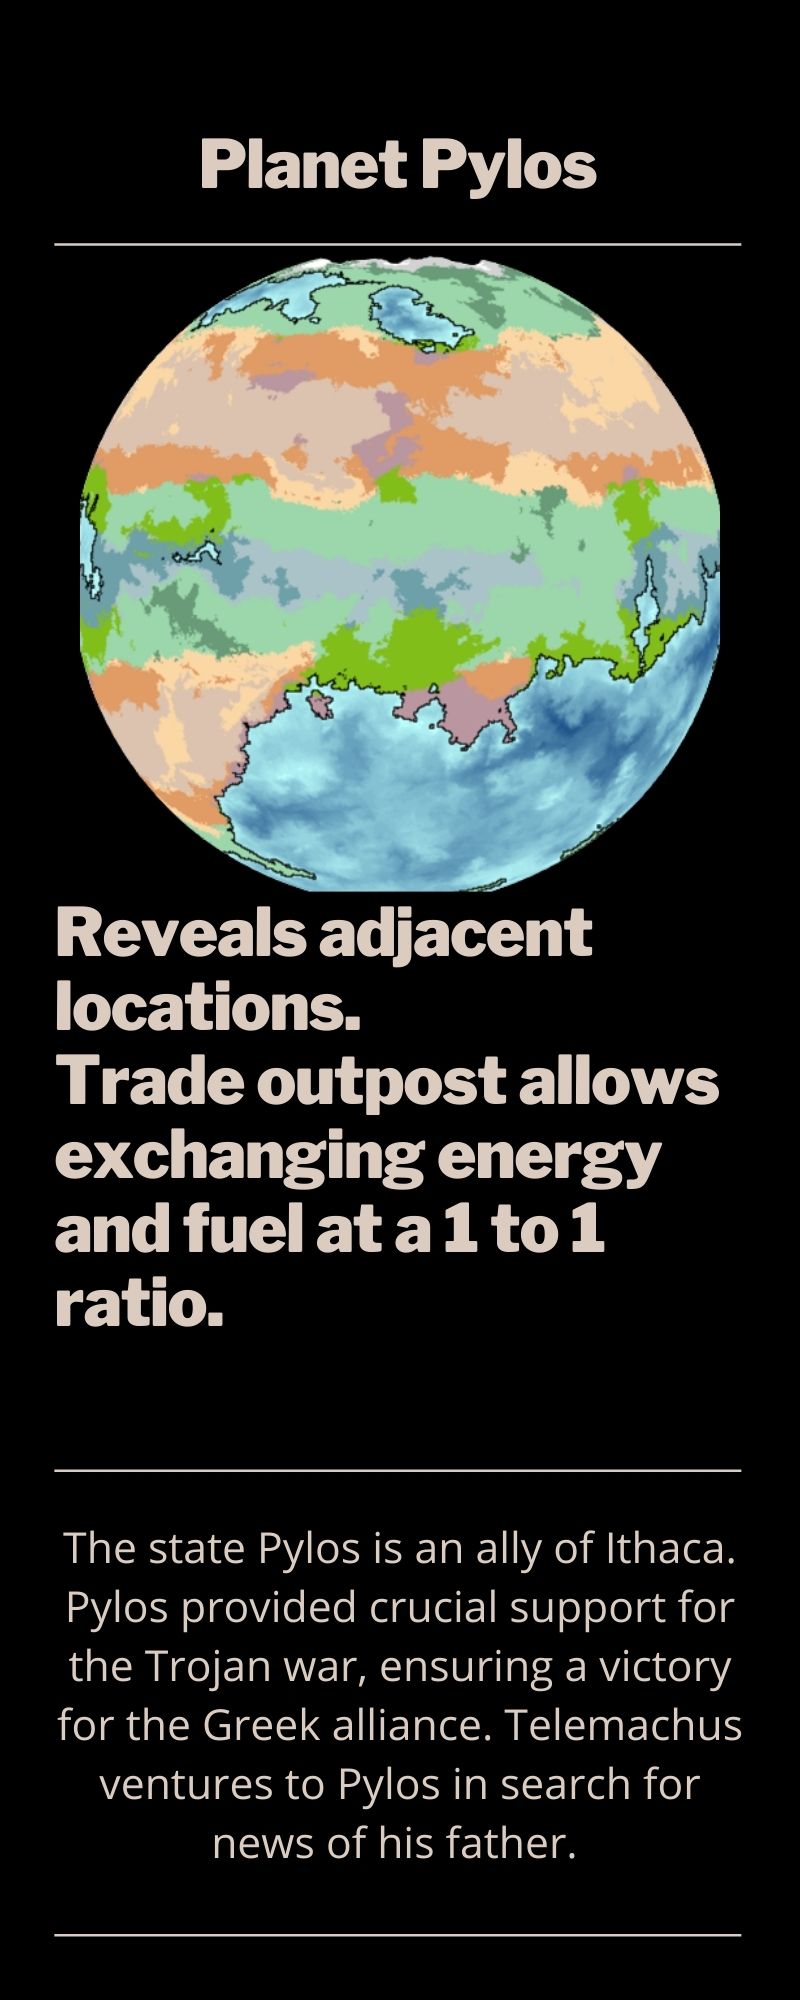 Planet Pylos
Reveals adjacent
locations.
Trade outpost allows
exchanging energy
and fuel at a 1 to 1
ratio.
The state Pylos is an ally of Ithaca.
Pylos provided crucial support for
the Trojan war, ensuring a victory
for the Greek alliance. Telemachus
ventures to Pylos in search for
news of his father.